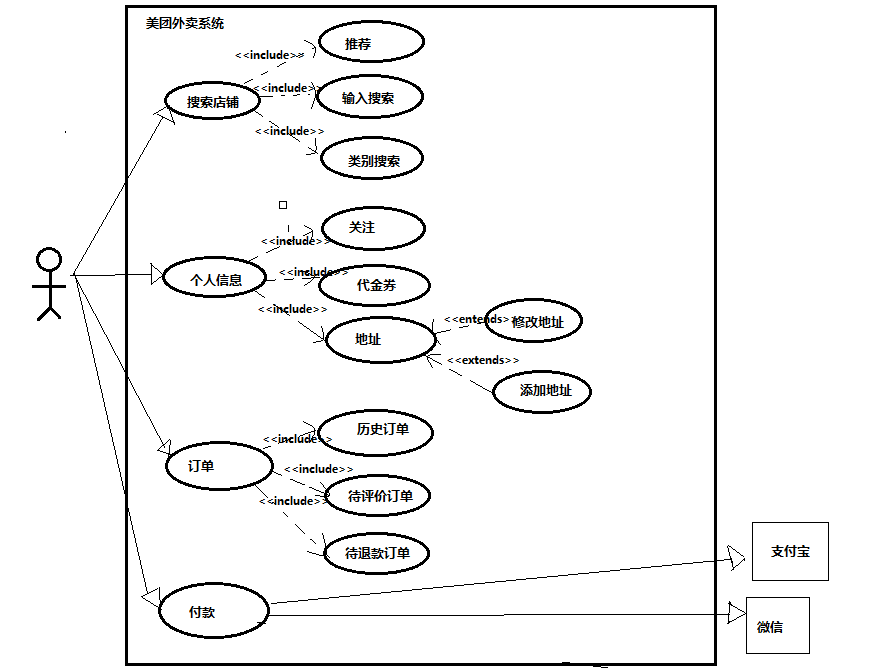 美团外卖系统
<<include>>
推荐
<<include>>
输入搜索
搜索店铺
<<include>>
类别搜索
关注
<<include>>
<<include>>
个人信息
代金券
<<include>>
<<entends>
修改地址
地址
<<extends>>
添加地址
历史订单
<<include>>
订单
<<include>>
待评价订单
<<include>>
待退款订单
支付宝
付款
微信